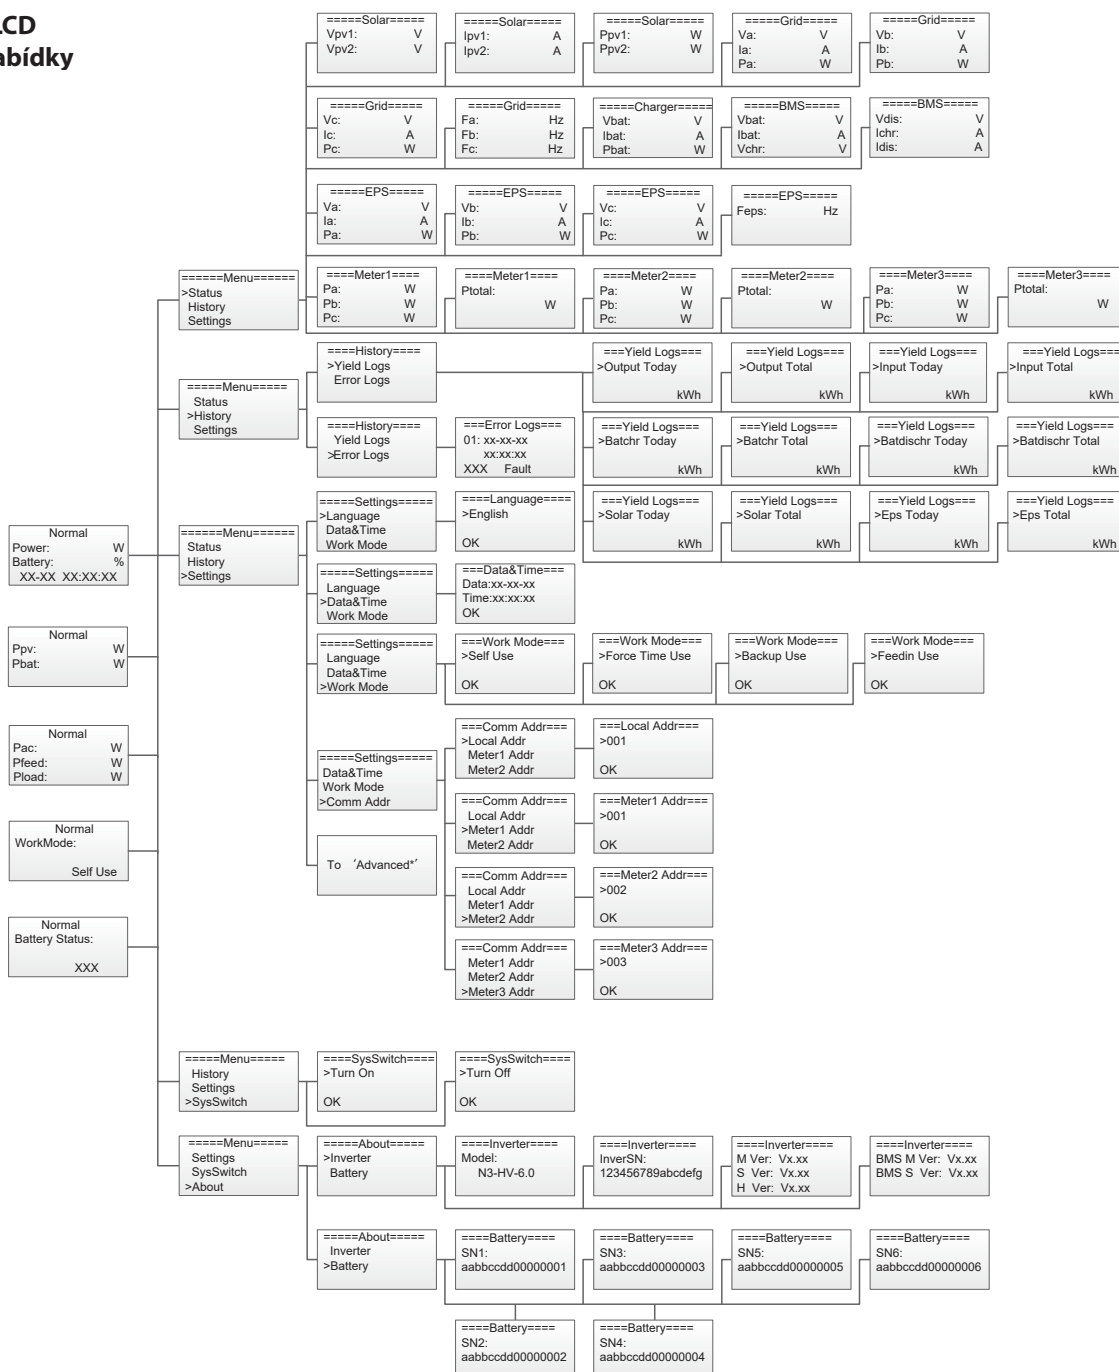 LCD
abídky
=====Solar=====
Vpv1: V
Vpv2: V
=====Solar=====
Ipv1: A
Ipv2: A
=====Solar=====
Ppv1: W
Ppv2: W
=====Grid=====
Va: V
Ia: A
Pa: W
=====Grid=====
Vb: V
Ib: A
Pb: W
=====Grid=====
Vc: V
Ic: A
Pc: W
=====Grid=====
Fa: Hz
Fb: Hz
Fc: Hz
=====Charger=====
Vbat: V
Ibat: A
Pbat: W
=====BMS=====
Vbat: V
Ibat: A
Vchr: V
=====BMS=====
Vdis: V
Ichr: A
Idis: A
=====EPS=====
Va: V
Ia: A
Pa: W
=====EPS=====
Vb: V
Ib: A
Pb: W
=====EPS=====
Vc: V
Ic: A
Pc: W
=====EPS=====
Feps: Hz
======Menu======
>Status
History
Settings
====Meter1====
Pa: W
Pb: W
Pc: W
====Meter1====
Ptotal:
W
====Meter2====
Pa: W
Pb: W
Pc: W
====Meter2====
Ptotal:
W
====Meter3====
Pa: W
Pb: W
Pc: W
====Meter3====
Ptotal:
W
=====Menu=====
Status
>History
Settings
====History====
>Yield Logs
Error Logs
===Yield Logs===
>Output Today
kWh
===Yield Logs===
>Output Total
kWh
===Yield Logs===
>Input Today
kWh
===Yield Logs===
>Input Total
kWh
====History====
Yield Logs
>Error Logs
===Error Logs===
01: xx-xx-xx
xx:xx:xx
XXX Fault
===Yield Logs===
>Batchr Today
kWh
===Yield Logs===
>Batchr Total
kWh
===Yield Logs===
>Batdischr Today
kWh
===Yield Logs===
>Batdischr Total
kWh
===Yield Logs===
>Solar Today
kWh
===Yield Logs===
>Solar Total
kWh
===Yield Logs===
>Eps Today
kWh
===Yield Logs===
>Eps Total
kWh
Normal
Power: W
Battery: %
XX-XX XX:XX:XX
======Menu======
Status
History
>Settings
=====Settings=====
>Language
Data&Time
Work Mode
====Language====
>English
OK
=====Settings=====
Language
>Data&Time
Work Mode
===Data&Time===
Data:xx-xx-xx
Time:xx:xx:xx
OK
Normal
Ppv: W
Pbat: W
=====Settings=====
Language
Data&Time
>Work Mode
===Work Mode===
>Self Use
OK
===Work Mode===
>Force Time Use
OK
===Work Mode===
>Backup Use
OK
===Work Mode===
>Feedin Use
OK
Normal
Pac: W
Pfeed: W
Pload: W
=====Settings=====
Data&Time
Work Mode
>Comm Addr
===Comm Addr===
>Local Addr
Meter1 Addr
Meter2 Addr
===Local Addr===
>001
OK
===Comm Addr===
Local Addr
>Meter1 Addr
Meter2 Addr
===Meter1 Addr===
>001
OK
Normal
WorkMode:
Self Use
To ‘Advanced*’
===Comm Addr===
Local Addr
Meter1 Addr
>Meter2 Addr
===Meter2 Addr===
>002
OK
Normal
Battery Status:
XXX
===Comm Addr===
Meter1 Addr
Meter2 Addr
>Meter3 Addr
===Meter3 Addr===
>003
OK
=====Menu=====
History
Settings
>SysSwitch
====SysSwitch====
>Turn On
OK
====SysSwitch====
>Turn Off
OK
=====Menu=====
Settings
SysSwitch
>About
=====About=====
>Inverter
Battery
====Inverter====
Model:
N3-HV-6.0
====Inverter====
InverSN:
123456789abcdefg
====Inverter====
M Ver: Vx.xx
S Ver: Vx.xx
H Ver: Vx.xx
====Inverter====
BMS M Ver: Vx.xx
BMS S Ver: Vx.xx
=====About=====
Inverter
>Battery
====Battery====
SN1:
aabbccdd00000001
====Battery====
SN3:
aabbccdd00000003
====Battery====
SN5:
aabbccdd00000005
====Battery====
SN6:
aabbccdd00000006
====Battery====
SN2:
aabbccdd00000002
====Battery====
SN4:
aabbccdd00000004